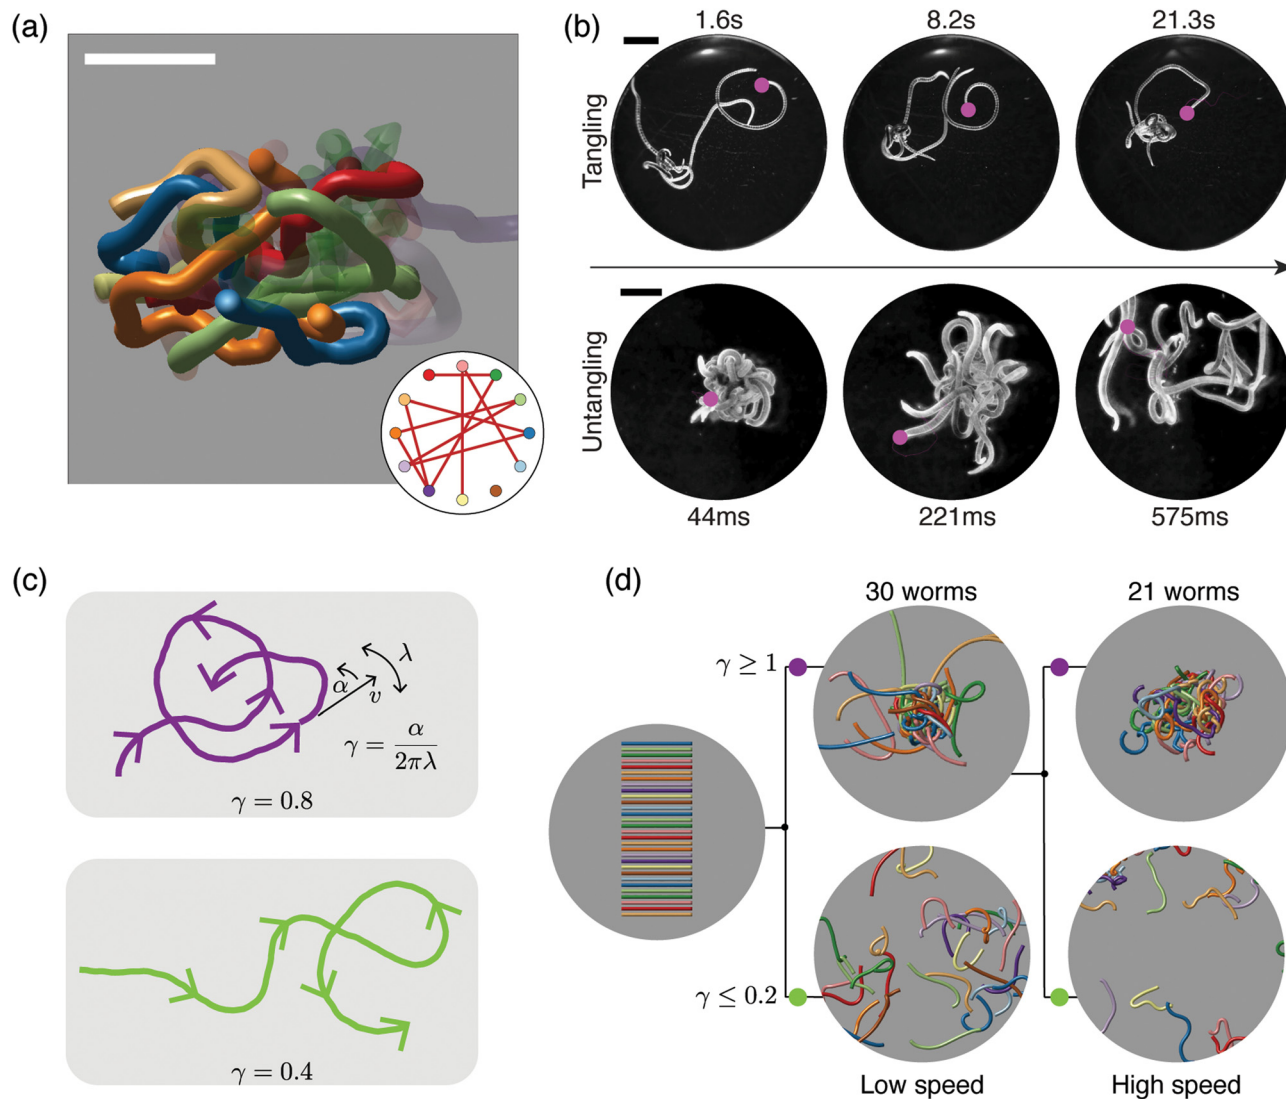 (a)
(b)
1.6s
8.2s
21.3s
Tangling
Untangling
44ms
221ms
575ms
(c)
α
v
λ
γ = α / 2πλ
γ = 0.8
γ = 0.4
(d)
30 worms
21 worms
γ ≥ 1
γ ≤ 0.2
Low speed
High speed